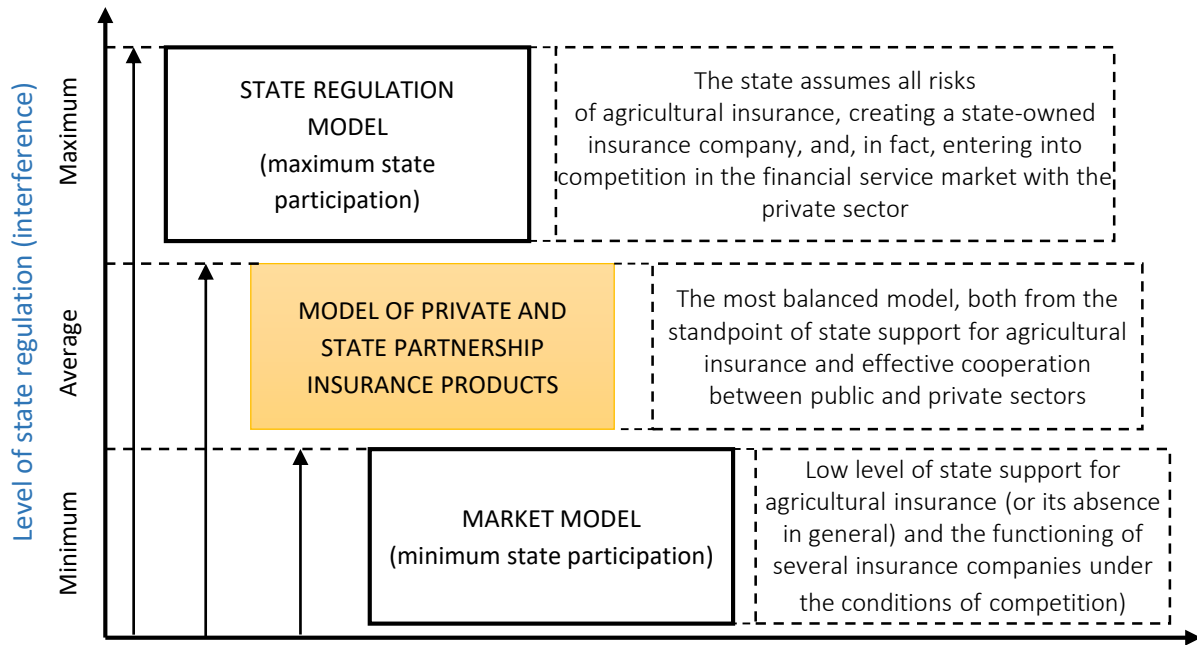 Level of state regulation (interference)
Maximum
STATE REGULATION
MODEL
(maximum state
participation)
The state assumes all risks
of agricultural insurance, creating a state-owned
insurance company, and, in fact, entering into
competition in the financial service market with the
private sector
Average
MODEL OF PRIVATE AND
STATE PARTNERSHIP
INSURANCE PRODUCTS
The most balanced model, both from the
standpoint of state support for agricultural
insurance and effective cooperation
between public and private sectors
Minimum
MARKET MODEL
(minimum state participation)
Low level of state support for
agricultural insurance (or its absence
in general) and the functioning of
several insurance companies under
the conditions of competition)